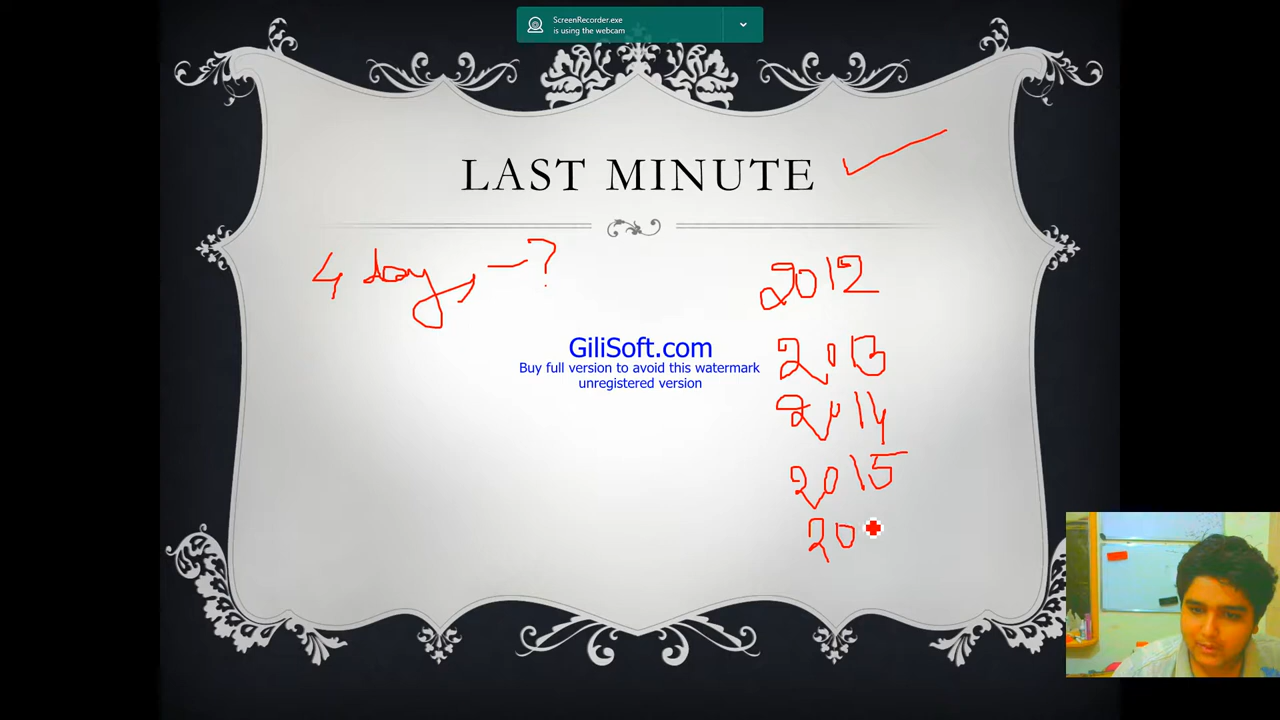 ScreenRecorder.exe
is using the webcam
LAST MINUTE
4 days – ?
2012
GiliSoft.com
Buy full version to avoid this watermark
unregistered version
2013
2014
2015
20